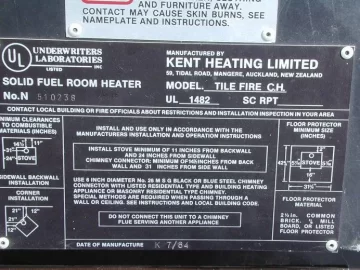 AND FURNITURE AWAY.
CONTACT MAY CAUSE SKIN BURNS, SEE
NAMEPLATE AND INSTRUCTIONS.
UL
UNDERWRITERS
LABORATORIES
LISTED INC
SOLID FUEL ROOM HEATER
No.N 510238
MANUFACTURED BY
KENT HEATING LIMITED
59, TIDAL ROAD, MANGERE, AUCKLAND, NEW ZEALAND
MODEL TILE FIRE C.H.
UL 1482 SC RPT
CONTACT LOCAL BUILDING OR FIRE OFFICIALS ABOUT RESTRICTIONS AND INSTALLATION INSPECTION IN YOUR AREA
MINIMUM CLEARANCES
TO COMBUSTIBLE
MATERIALS (INCHES)
STOVE
SIDEWALL BACKWALL
INSTALLATION
CORNER
INSTALLATION
INSTALL AND USE ONLY IN ACCORDANCE WITH THE
MANUFACTURERS INSTALLATION AND OPERATION INSTRUCTIONS
INSTALL STOVE MINIMUM OF 11 INCHES FROM BACKWALL
AND 24 INCHES FROM SIDEWALL
AND 31 INCHES FROM SIDE WALL
USE 6 INCH DIAMETER MIN. 26 M S G BLACK OR BLUE STEEL CHIMNEY
CONNECTOR WITH LISTED RESIDENTIAL TYPE AND BUILDING HEATING
APPLIANCE OR MASONRY RESIDENTIAL TYPE CHIMNEY.
SPECIAL METHODS ARE REQUIRED WHEN PASSING THROUGH A
WALL OR CEILING. SEE INSTRUCTIONS AND LOCAL BUILDING CODE
DO NOT CONNECT THIS UNIT TO A CHIMNEY
FLUE SERVING ANOTHER APPLIANCE
DATE OF MANUFACTURE K 7/84
FLOOR PROTECTOR
MINIMUM SIZE
(INCHES)
STOVE
FLOOR PROTECTOR
MATERIAL
2½in. COMMON
BRICK, ½ MILL
BOARD, OR LISTED
FLOOR PROTECTOR